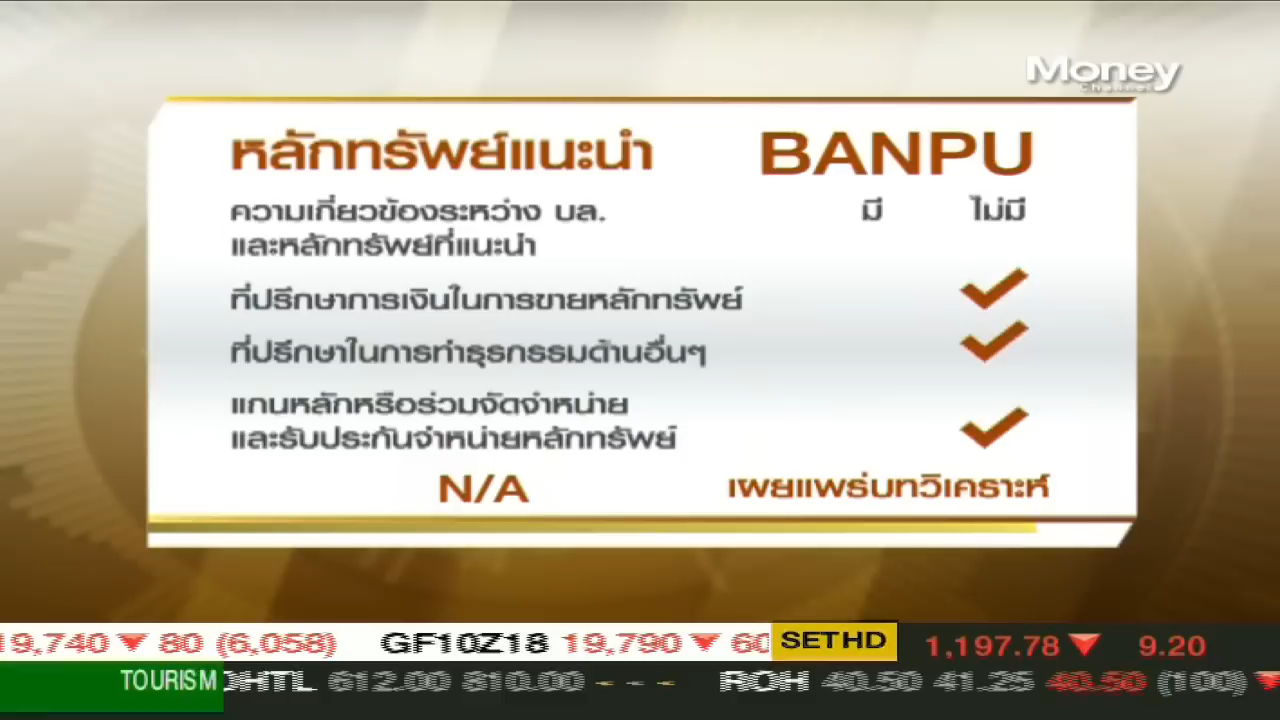 Money
Channel
หลักทรัพย์แนะนำ BANPU
ความเกี่ยวข้องระหว่าง บล. มี ไม่มี
และหลักทรัพย์ที่แนะนำ
ที่ปรึกษาการเงินในการขายหลักทรัพย์
ที่ปรึกษาในการทำธุรกรรมด้านอื่นๆ
แกนหลักหรือร่วมจัดจำหน่าย
และรับประกันจำหน่ายหลักทรัพย์
N/A เผยแพร่บทวิเคราะห์
19,740 ▼ 80 (6,058) GF10Z18 19,790 ▼ 60 SETHD 1,197.78 ▼ 9.20
TOURISM OHTL 612.00 810.00 - - - ROH 40.50 41.25 40.50 (100) ▼